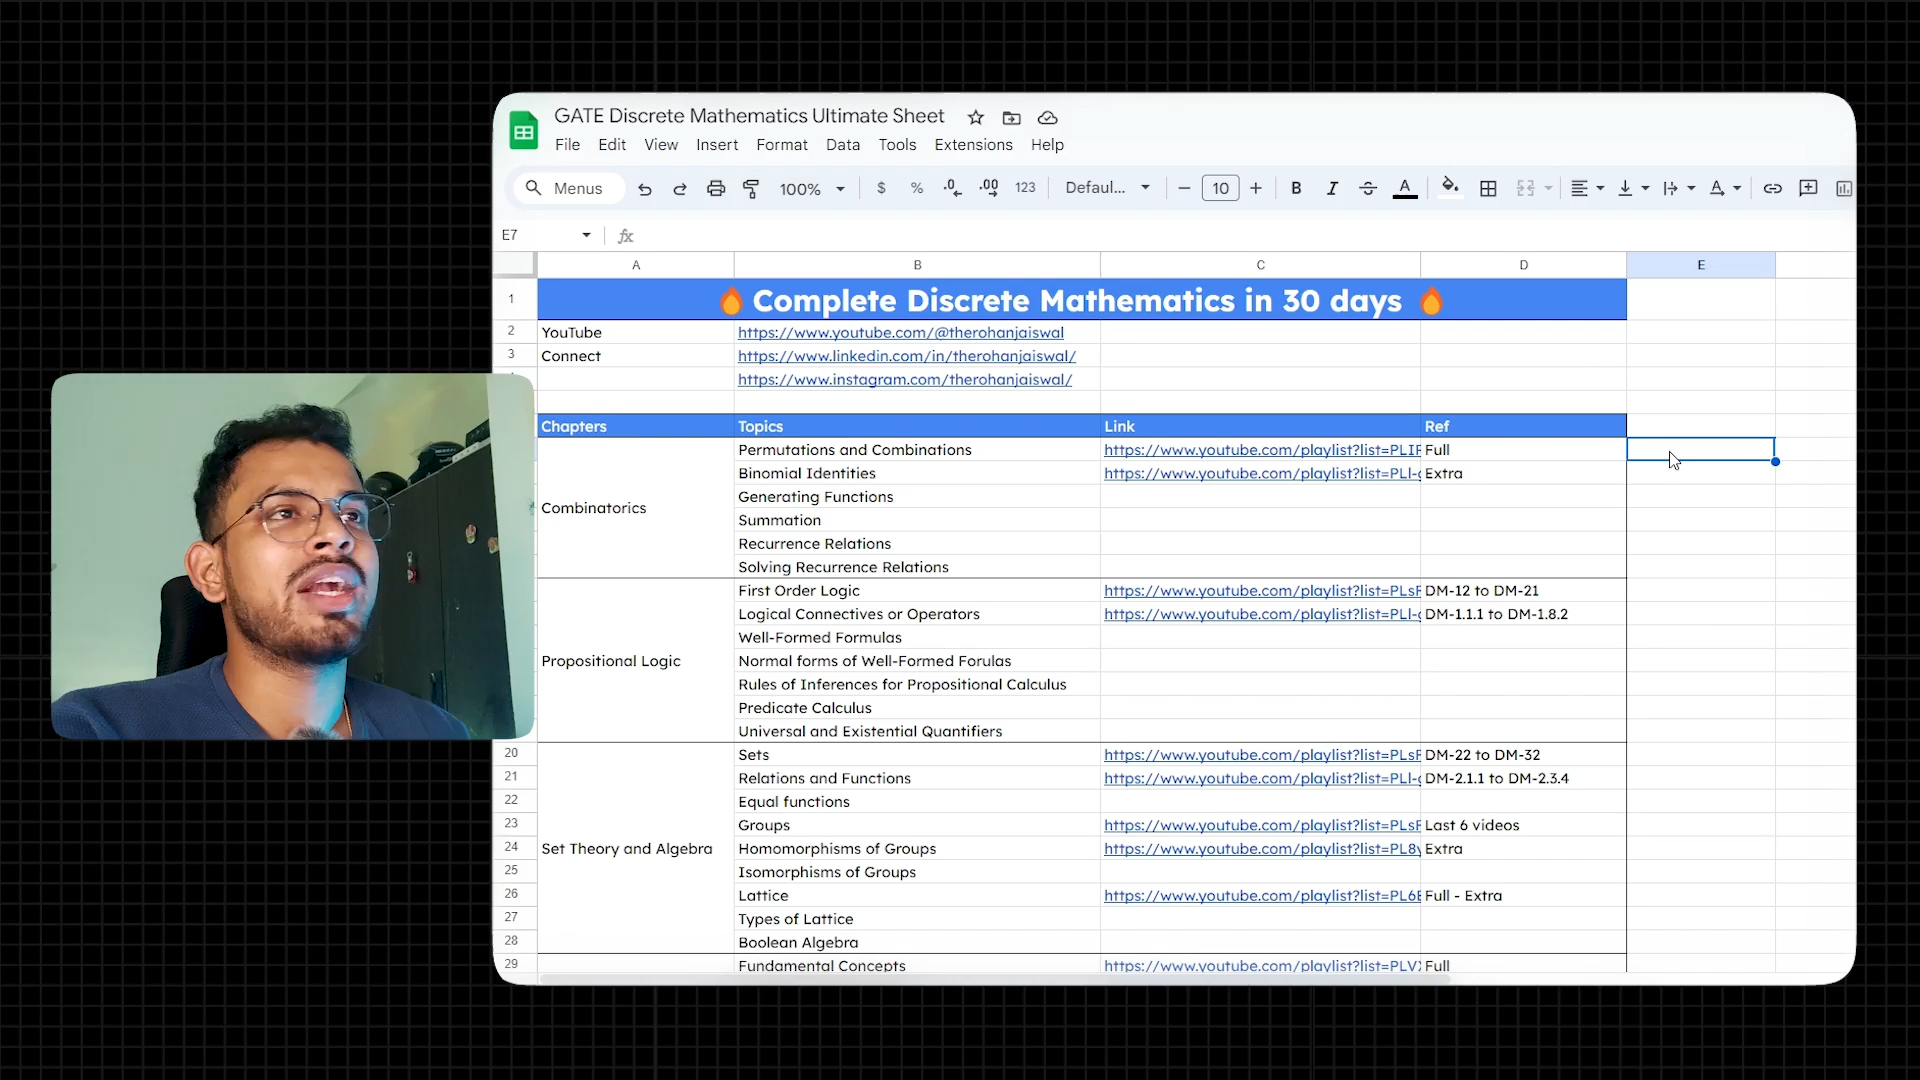 GATE Discrete Mathematics Ultimate Sheet
File Edit View Insert Format Data Tools Extensions Help
Menus 100% $ % .0 .00 123 Defaul... 10 B I A A
E7 fx
A B C D E
1 🔥 Complete Discrete Mathematics in 30 days 🔥
2 YouTube https://www.youtube.com/@therohanjaiswal
3 Connect https://www.linkedin.com/in/therohanjaiswal/
https://www.instagram.com/therohanjaiswal/
Chapters Topics Link Ref
Permutations and Combinations https://www.youtube.com/playlist?list=PLIF Full
Binomial Identities https://www.youtube.com/playlist?list=PLl-g Extra
Generating Functions
Combinatorics
Summation
Recurrence Relations
Solving Recurrence Relations
First Order Logic https://www.youtube.com/playlist?list=PLsF DM-12 to DM-21
Logical Connectives or Operators https://www.youtube.com/playlist?list=PLl-g DM-1.1.1 to DM-1.8.2
Well-Formed Formulas
Propositional Logic Normal forms of Well-Formed Forulas
Rules of Inferences for Propositional Calculus
Predicate Calculus
Universal and Existential Quantifiers
20 Sets https://www.youtube.com/playlist?list=PLsF DM-22 to DM-32
21 Relations and Functions https://www.youtube.com/playlist?list=PLl-g DM-2.1.1 to DM-2.3.4
22 Equal functions
23 Groups https://www.youtube.com/playlist?list=PLsF Last 6 videos
24 Set Theory and Algebra Homomorphisms of Groups https://www.youtube.com/playlist?list=PL8y Extra
25 Isomorphisms of Groups
26 Lattice https://www.youtube.com/playlist?list=PL6E Full - Extra
27 Types of Lattice
28 Boolean Algebra
29 Fundamental Concepts https://www.youtube.com/playlist?list=PLVX Full